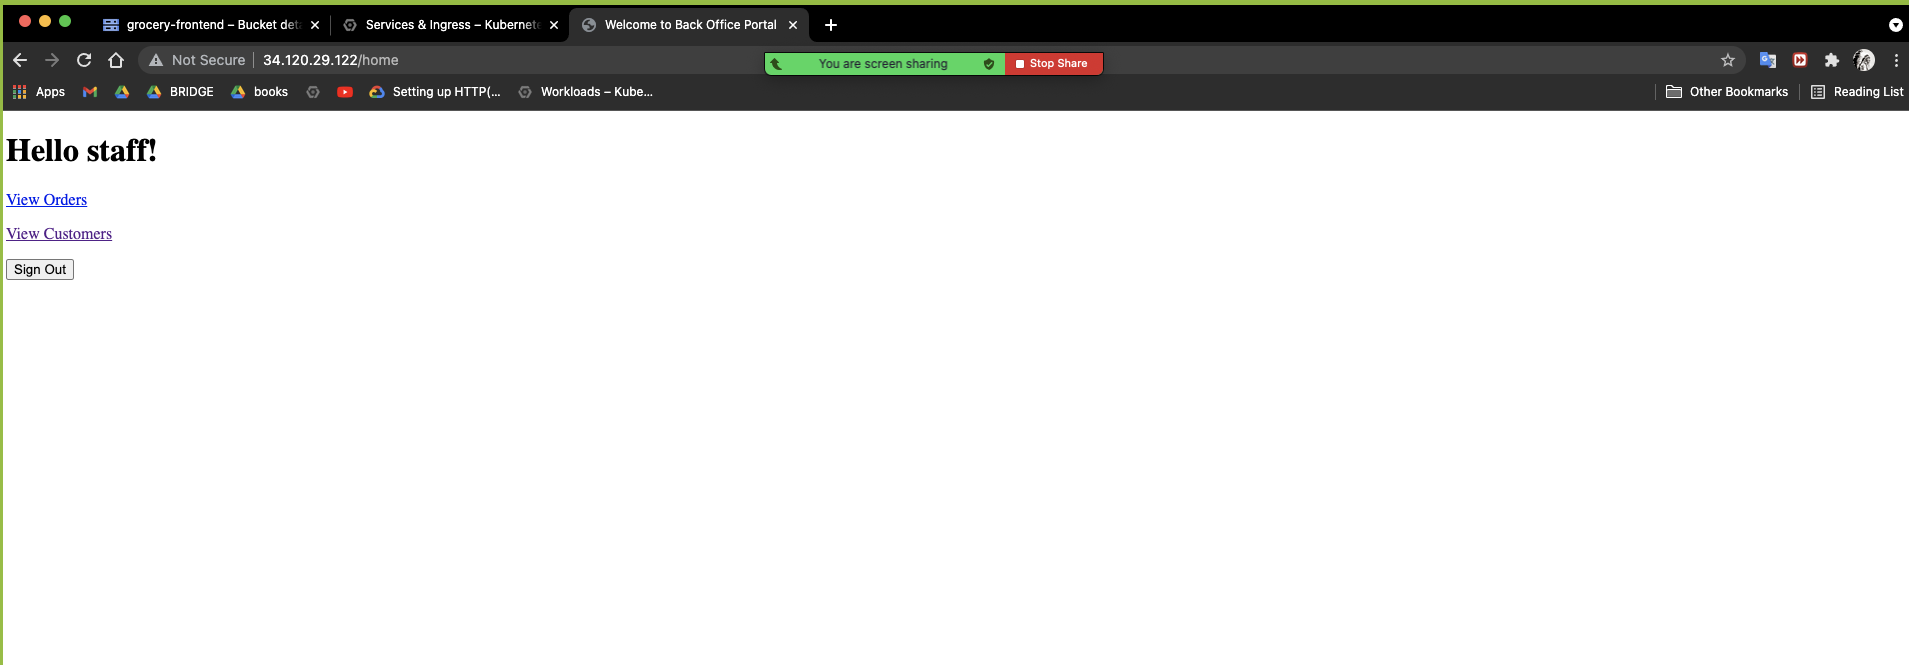 grocery-frontend – Bucket deta
Services & Ingress – Kubernete
Welcome to Back Office Portal
Not Secure
34.120.29.122/home
You are screen sharing
Stop Share
Apps
BRIDGE
books
Setting up HTTP(...
Workloads – Kube...
Other Bookmarks
Reading List
Hello staff!
View Orders
View Customers
Sign Out